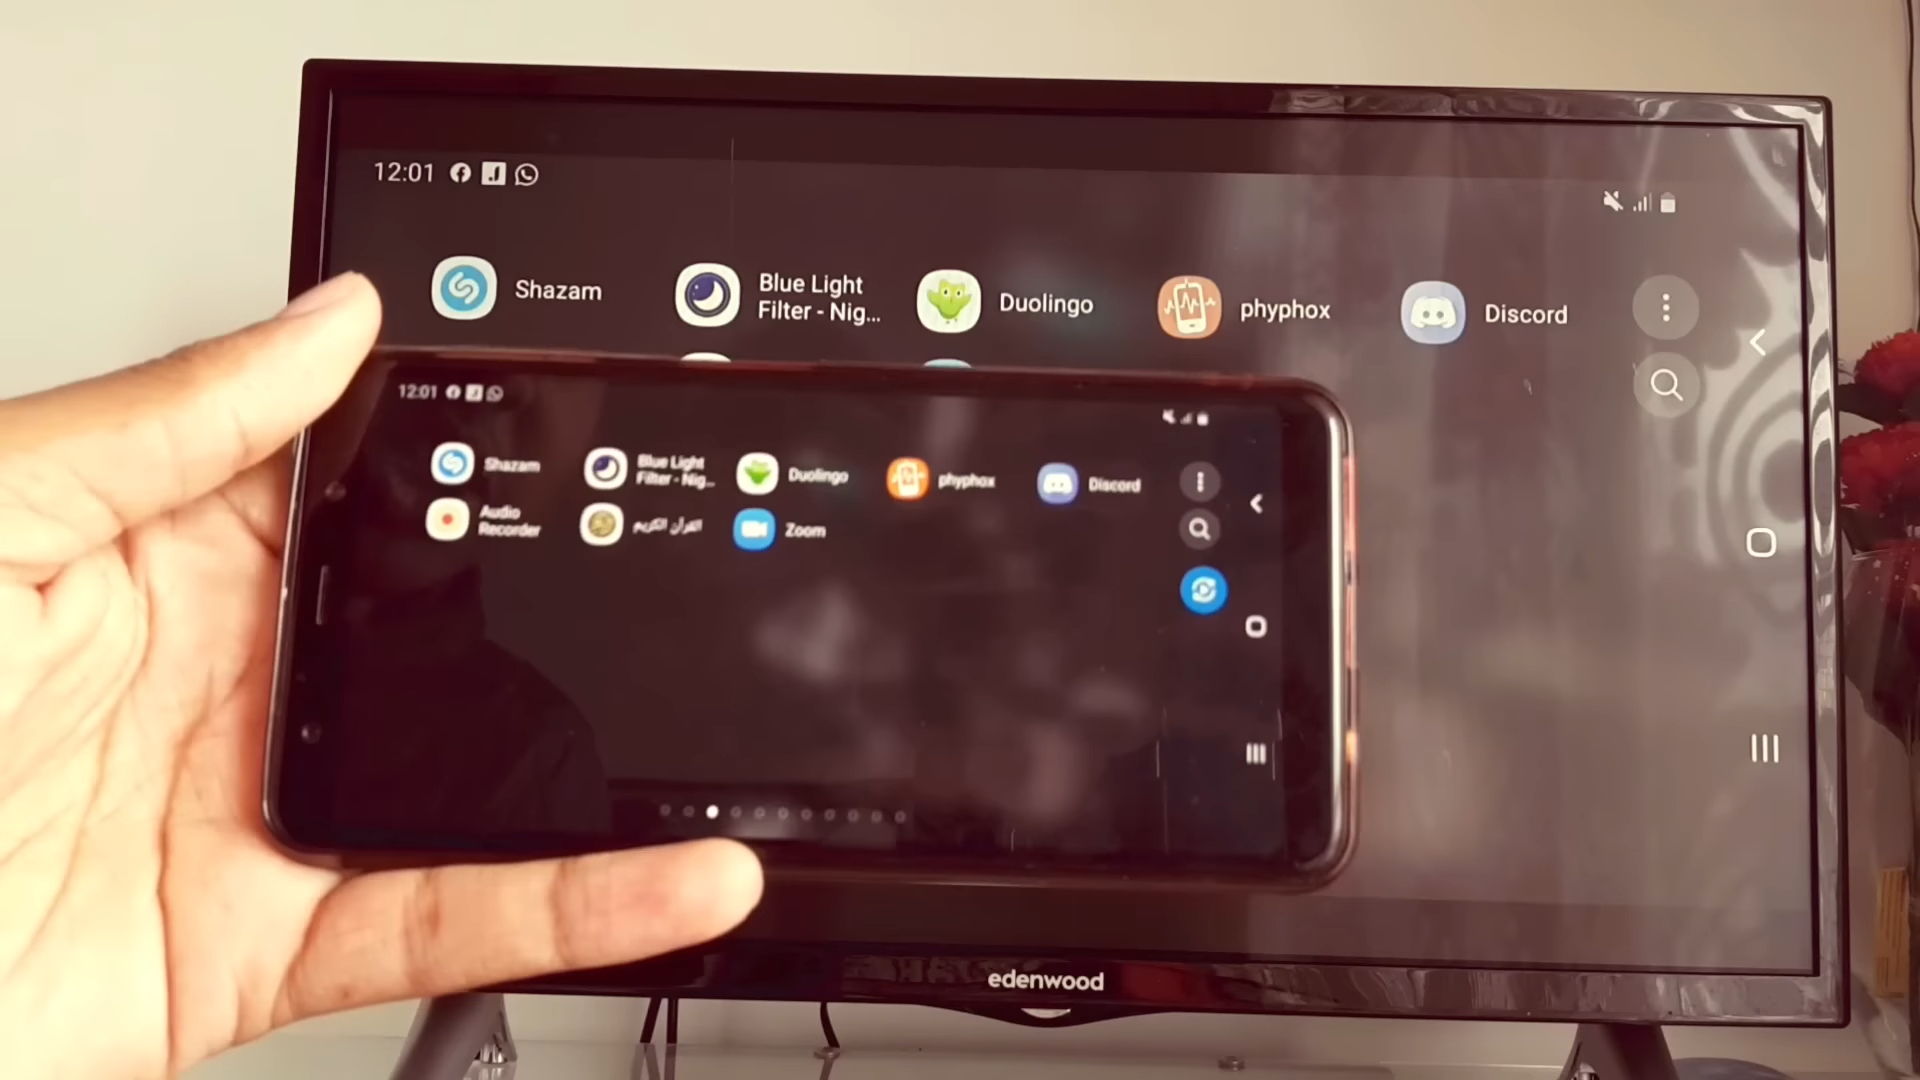 12:01
Shazam
Blue Light
Filter - Nig...
Duolingo
phyphox
Discord
12:01
Shazam
Blue Light
Filter - Nig...
Duolingo
phyphox
Discord
Audio
Recorder
القرآن الكريم
Zoom
edenwood